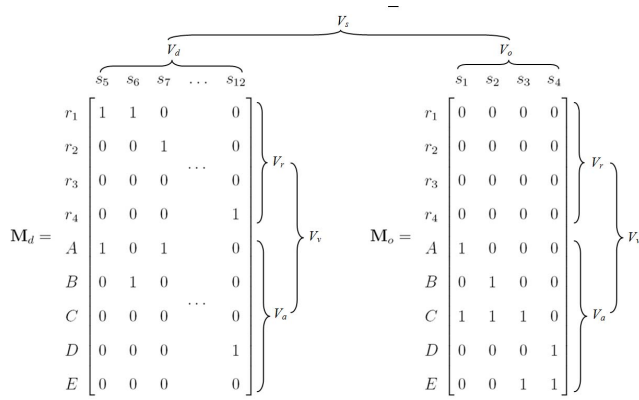 V_s
V_d V_o
s_5 s_6 s_7 ... s_12 s_1 s_2 s_3 s_4
r_1 1 1 0 0 r_1 0 0 0 0
r_2 0 0 1 0 r_2 0 0 0 0
... V_r V_r
r_3 0 0 0 0 r_3 0 0 0 0
r_4 0 0 0 1 r_4 0 0 0 0
M_d = A 1 0 1 0 V_v M_o = A 1 0 0 0 V_v
B 0 1 0 0 B 0 1 0 0
...
C 0 0 0 0 V_a C 1 1 1 0 V_a
D 0 0 0 1 D 0 0 0 1
E 0 0 0 0 E 0 0 1 1